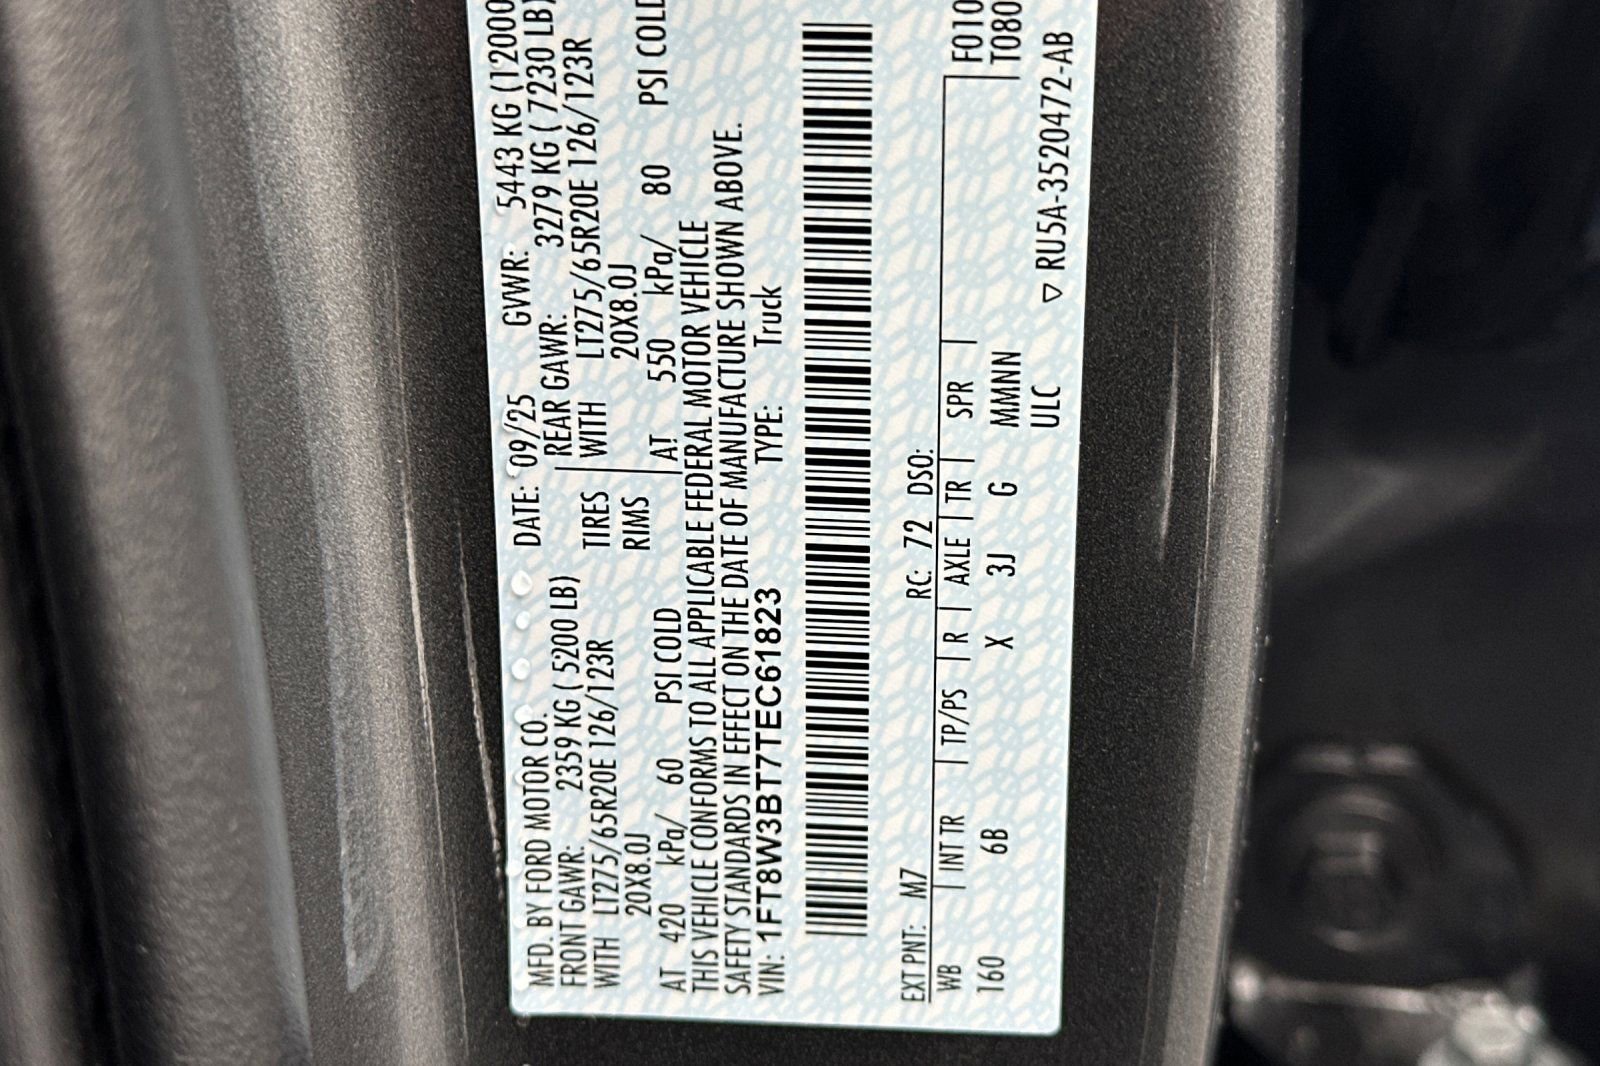 MFD. BY FORD MOTOR CO. DATE: 09/25 GVWR: 5443 KG (12000
FRONT GAWR: 2359 KG ( 5200 LB) REAR GAWR: 3279 KG ( 7230 LB)
WITH LT275/65R20E 126/123R TIRES WITH LT275/65R20E 126/123R
20X8.0J RIMS 20X8.0J
AT 420 kPa/ 60 PSI COLD AT 550 kPa/ 80 PSI COLD
THIS VEHICLE CONFORMS TO ALL APPLICABLE FEDERAL MOTOR VEHICLE
SAFETY STANDARDS IN EFFECT ON THE DATE OF MANUFACTURE SHOWN ABOVE.
VIN: 1FT8W3BT7TEC61823 TYPE: Truck
EXT PNT: M7 RC: 72 DSO: F010
WB INT TR TP/PS R AXLE TR SPR T080
160 6B X 3J G MMMNN
ULC ▽ RU5A-3520472-AB